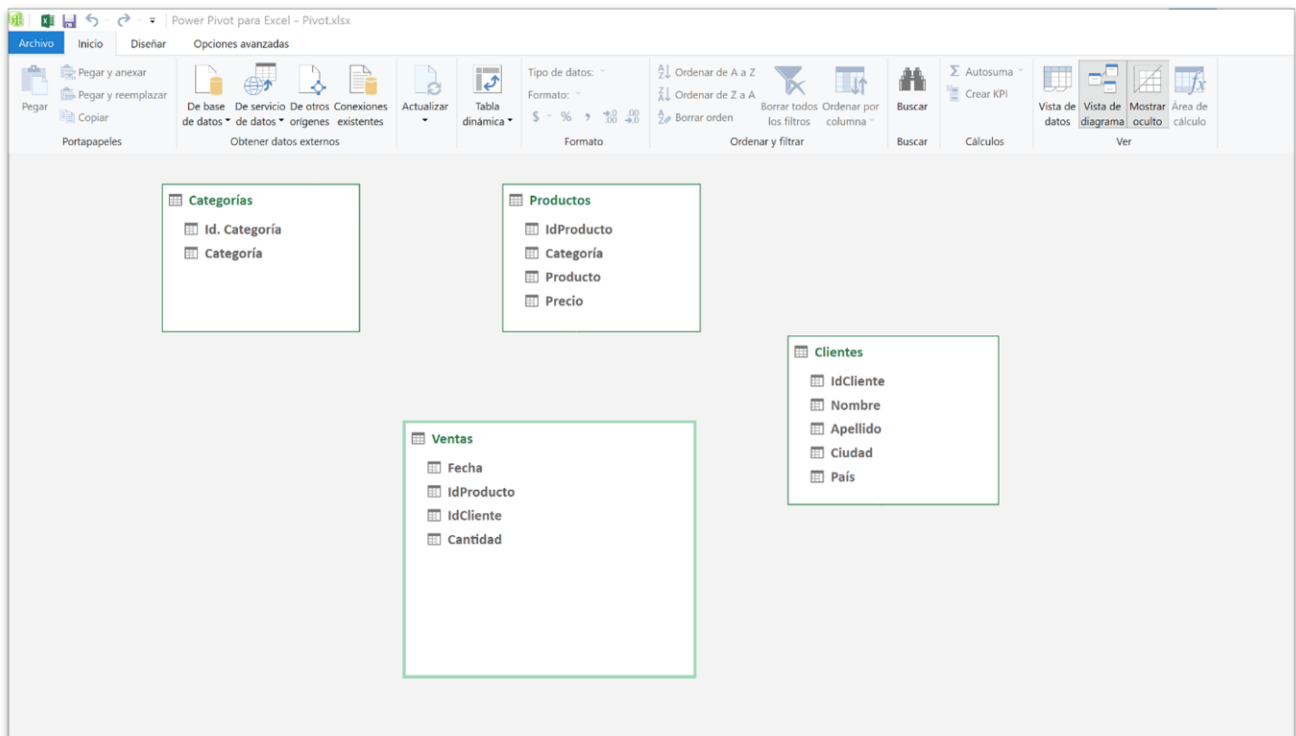 Power Pivot para Excel - Pivot.xlsx
Archivo Inicio Diseñar Opciones avanzadas
Pegar
Pegar y anexar
Pegar y reemplazar
Copiar
Portapapeles
De base de datos
De servicio de datos
De otros orígenes
Conexiones existentes
Obtener datos externos
Actualizar
Tabla dinámica
Tipo de datos:
Formato:
$ % , .00 .00
Formato
Ordenar de A a Z
Ordenar de Z a A
Borrar orden
Borrar todos los filtros
Ordenar por columna
Ordenar y filtrar
Buscar
Buscar
Autosuma
Crear KPI
Cálculos
Vista de datos
Vista de diagrama
Mostrar oculto
Área de cálculo
Ver
Categorías
Id. Categoría
Categoría
Productos
IdProducto
Categoría
Producto
Precio
Clientes
IdCliente
Nombre
Apellido
Ciudad
País
Ventas
Fecha
IdProducto
IdCliente
Cantidad